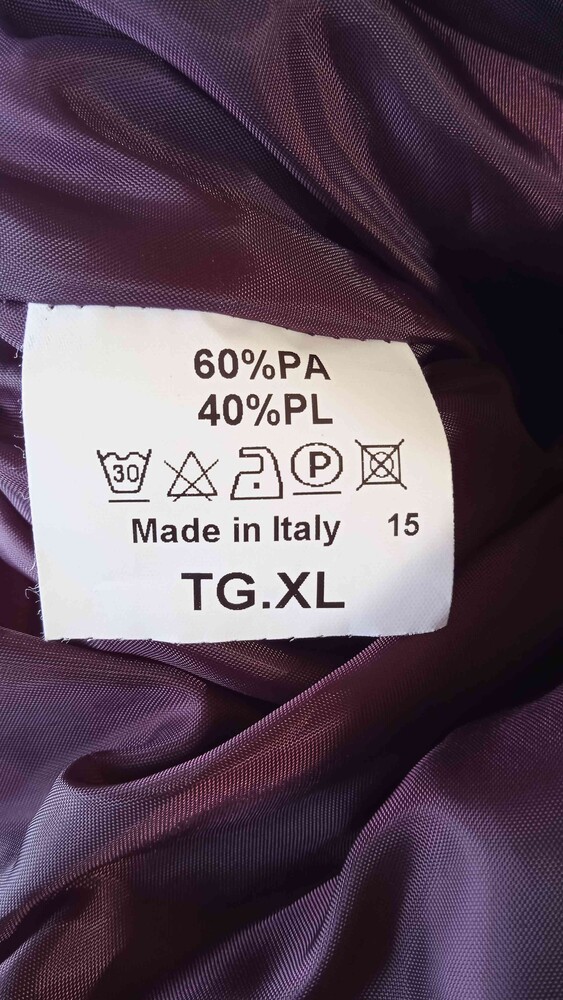 60%PA
40%PL
30 P
Made in Italy 15
TG.XL